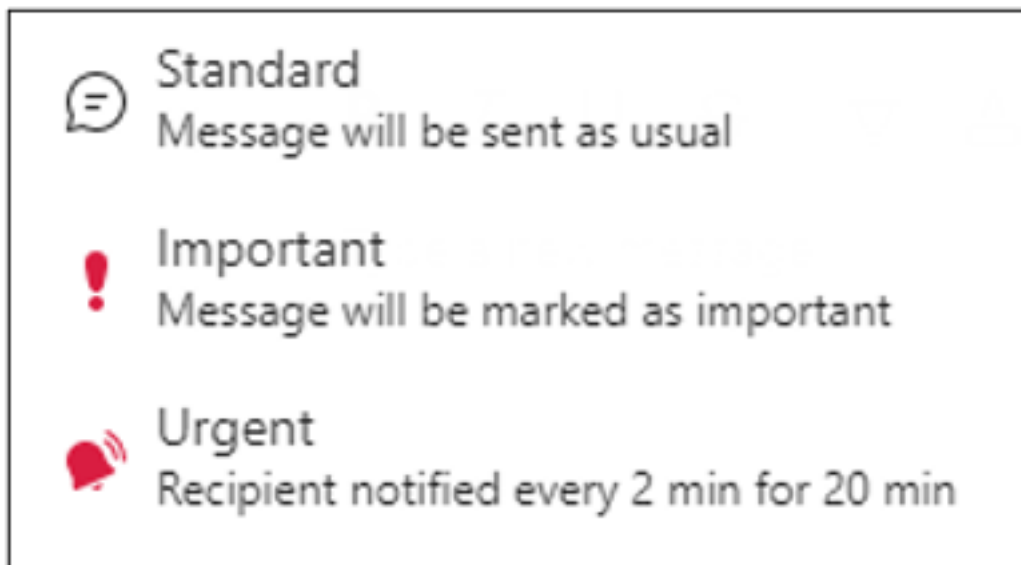 Standard
Message will be sent as usual
Important
Message will be marked as important
Urgent
Recipient notified every 2 min for 20 min